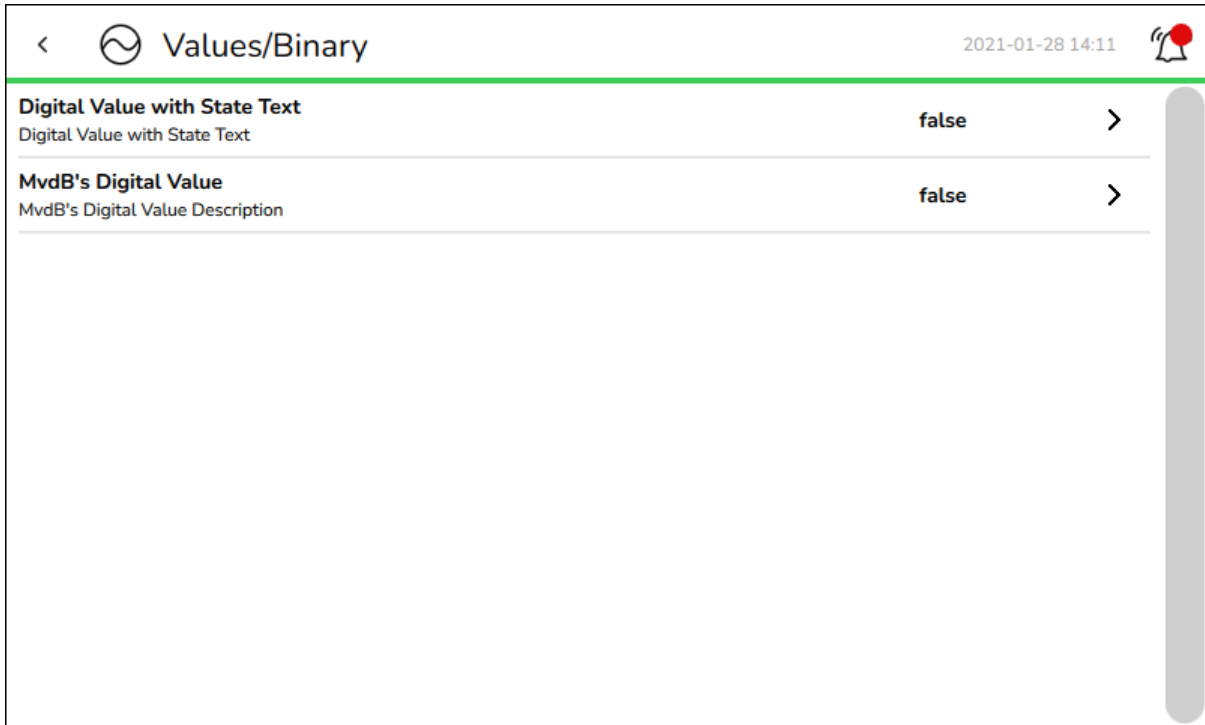 Values/Binary
2021-01-28 14:11
Digital Value with State Text
Digital Value with State Text
false
MvdB's Digital Value
MvdB's Digital Value Description
false